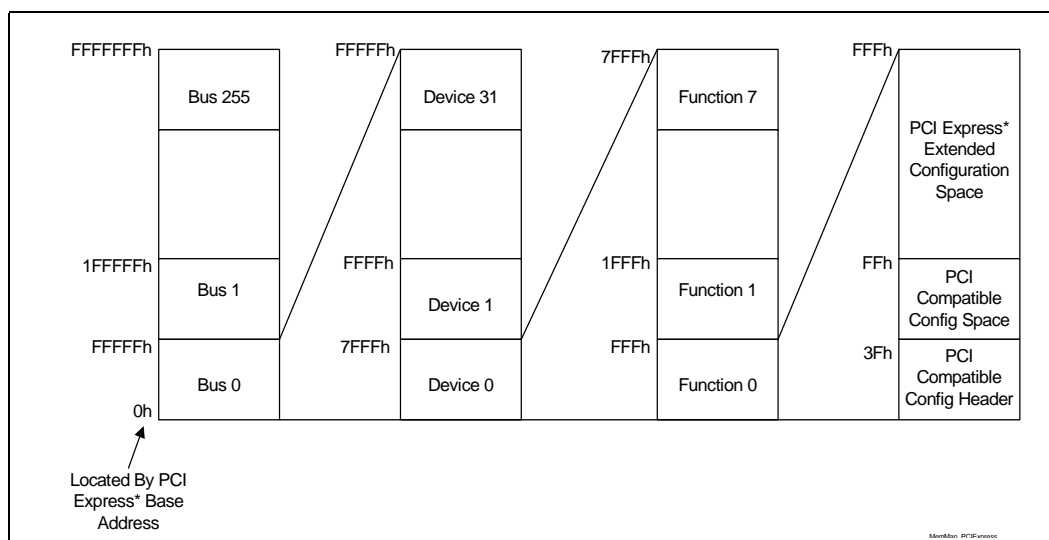 FFFFFFFh
Bus 255
1FFFFFh
Bus 1
FFFFFh
Bus 0
0h
Located By PCI
Express* Base
Address
FFFFFh
Device 31
FFFFh
Device 1
7FFFh
Device 0
7FFFh
Function 7
1FFFh
Function 1
FFFh
Function 0
FFFh
PCI Express*
Extended
Configuration
Space
FFh
PCI
Compatible
Config Space
3Fh
PCI
Compatible
Config Header
MemMap_PCIExpress